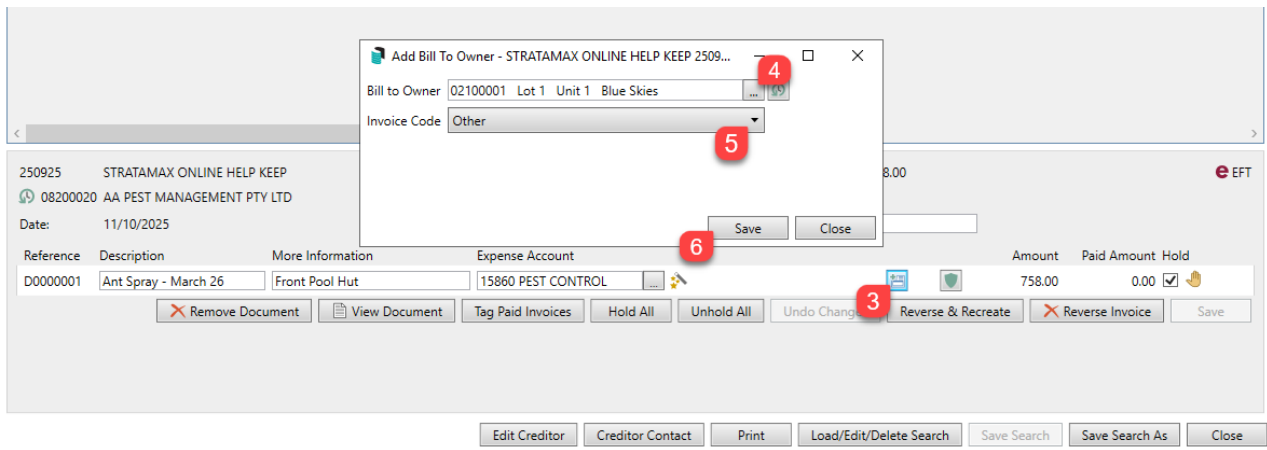 Add Bill To Owner - STRATAMAX ONLINE HELP KEEP 2509...
4
Bill to Owner 02100001 Lot 1 Unit 1 Blue Skies ...
Invoice Code Other
5
250925 STRATAMAX ONLINE HELP KEEP 8.00 e EFT
08200020 AA PEST MANAGEMENT PTY LTD
Date: 11/10/2025
Save Close
6
Reference Description More Information Expense Account Amount Paid Amount Hold
D0000001 Ant Spray - March 26 Front Pool Hut 15860 PEST CONTROL ... 758.00 0.00
3
Remove Document View Document Tag Paid Invoices Hold All Unhold All Undo Chang Reverse & Recreate Reverse Invoice Save
Edit Creditor Creditor Contact Print Load/Edit/Delete Search Save Search Save Search As Close